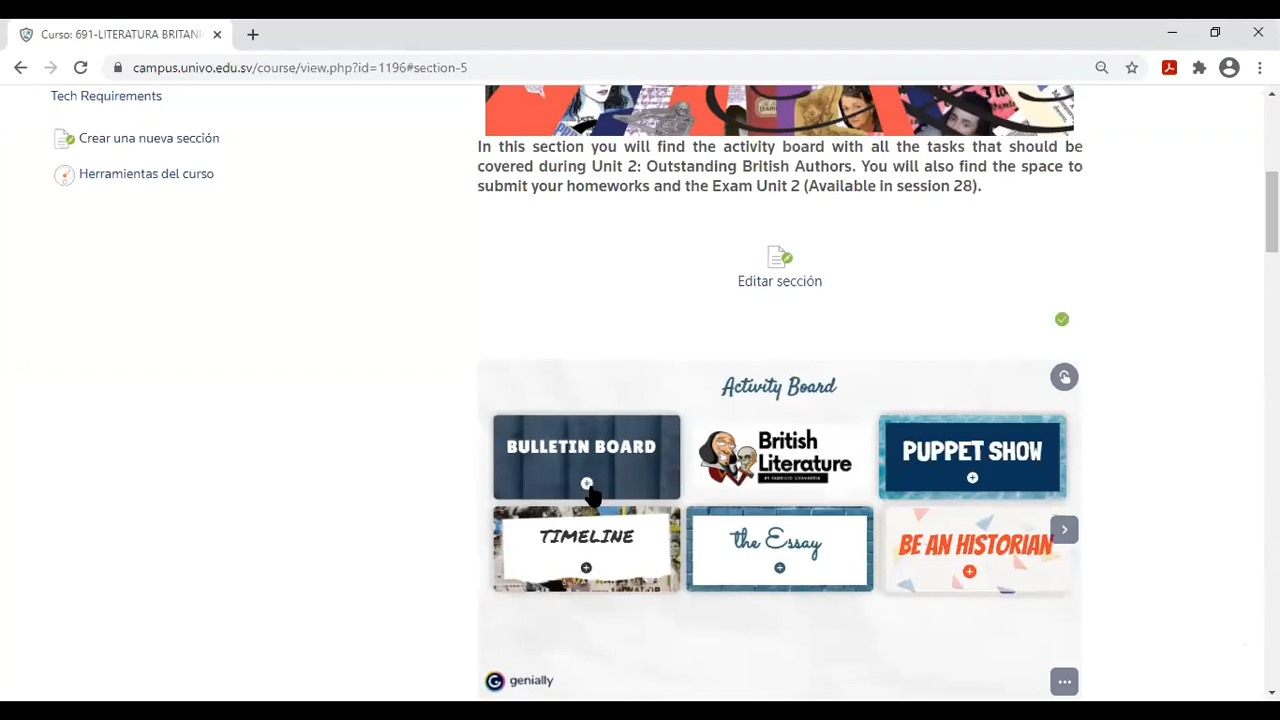 Curso: 691-LITERATURA BRITANI
campus.univo.edu.sv/course/view.php?id=1196#section-5
Tech Requirements
Crear una nueva sección
Herramientas del curso
In this section you will find the activity board with all the tasks that should be
covered during Unit 2: Outstanding British Authors. You will also find the space to
submit your homeworks and the Exam Unit 2 (Available in session 28).
Editar sección
Activity Board
BULLETIN BOARD
British
Literature
BY FABRICIO CHAVARRÍA
PUPPET SHOW
TIMELINE
the Essay
BE AN HISTORIAN
genially